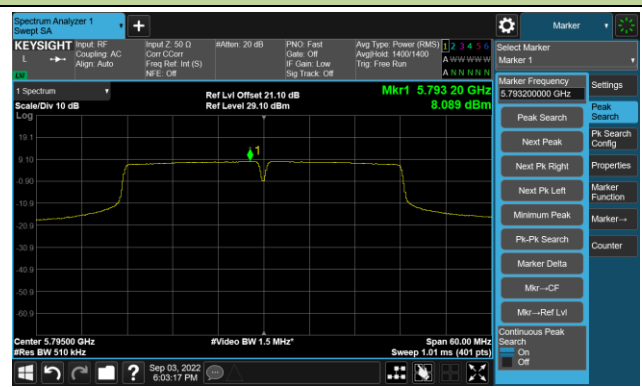 Spectrum Analyzer 1
Swept SA
+
Marker
KEYSIGHT
L
LW
Input: RF
Coupling: AC
Align: Auto
Input Z: 50 Ω
Corr CCorr
Freq Ref: Int (S)
NFE: Off
#Atten: 20 dB
PNO: Fast
Gate: Off
IF Gain: Low
Sig Track: Off
Avg Type: Power (RMS)
Avg|Hold: 1400/1400
Trig: Free Run
1 2 3 4 5 6
A W W W W W
A N N N N N
Select Marker
Marker 1
1 Spectrum
Scale/Div 10 dB
Log
Ref Lvl Offset 21.10 dB
Ref Level 29.10 dBm
Mkr1 5.793 20 GHz
8.089 dBm
19.1
9.10
-0.90
-10.9
-20.9
-30.9
-40.9
-50.9
-60.9
1
Center 5.79500 GHz
#Res BW 510 kHz
#Video BW 1.5 MHz*
Span 60.00 MHz
Sweep 1.01 ms (401 pts)
Marker Frequency
5.793200000 GHz
Peak Search
Next Peak
Next Pk Right
Next Pk Left
Minimum Peak
Pk-Pk Search
Marker Delta
Mkr→CF
Mkr→Ref Lvl
Continuous Peak
Search
On
Off
Settings
Peak
Search
Pk Search
Config
Properties
Marker
Function
Marker→
Counter
?
Sep 03, 2022
6:03:17 PM